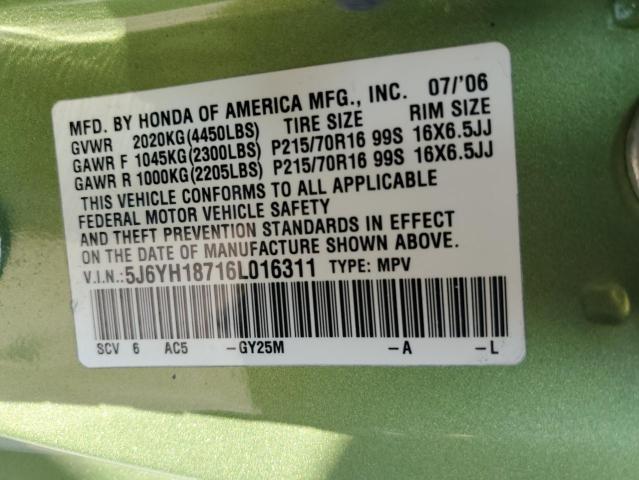 MFD. BY HONDA OF AMERICA MFG., INC. 07/'06
GVWR 2020KG(4450LBS) TIRE SIZE RIM SIZE
GAWR F 1045KG(2300LBS) P215/70R16 99S 16X6.5JJ
GAWR R 1000KG(2205LBS) P215/70R16 99S 16X6.5JJ
THIS VEHICLE CONFORMS TO ALL APPLICABLE
FEDERAL MOTOR VEHICLE SAFETY
AND THEFT PREVENTION STANDARDS IN EFFECT
ON THE DATE OF MANUFACTURE SHOWN ABOVE.
V.I.N.: 5J6YH18716L016311 TYPE: MPV
SCV 6 AC5 -GY25M -A -L